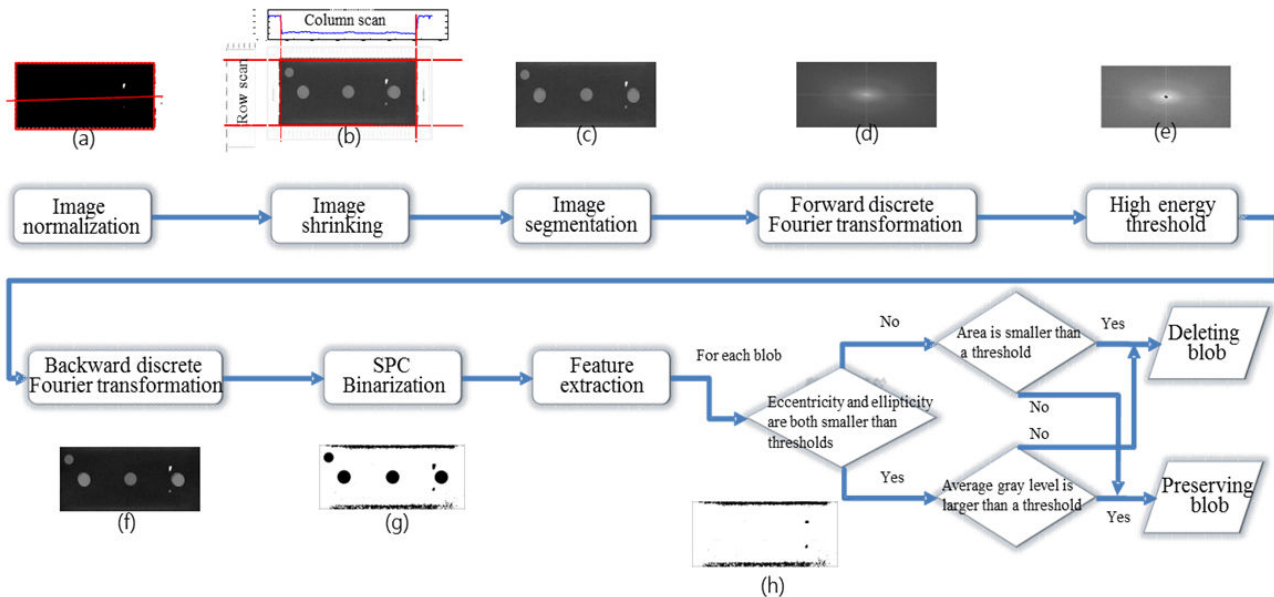 Column scan
Row scan
(a)
(b)
(c)
(d)
(e)
Image
normalization
Image
shrinking
Image
segmentation
Forward discrete
Fourier transformation
High energy
threshold
Backward discrete
Fourier transformation
SPC
Binarization
Feature
extraction
For each blob
Eccentricity and ellipticity
are both smaller than
thresholds
No
Area is smaller than
a threshold
Yes
Deleting
blob
No
No
Yes
Average gray level is
larger than a threshold
Yes
Preserving
blob
(f)
(g)
(h)